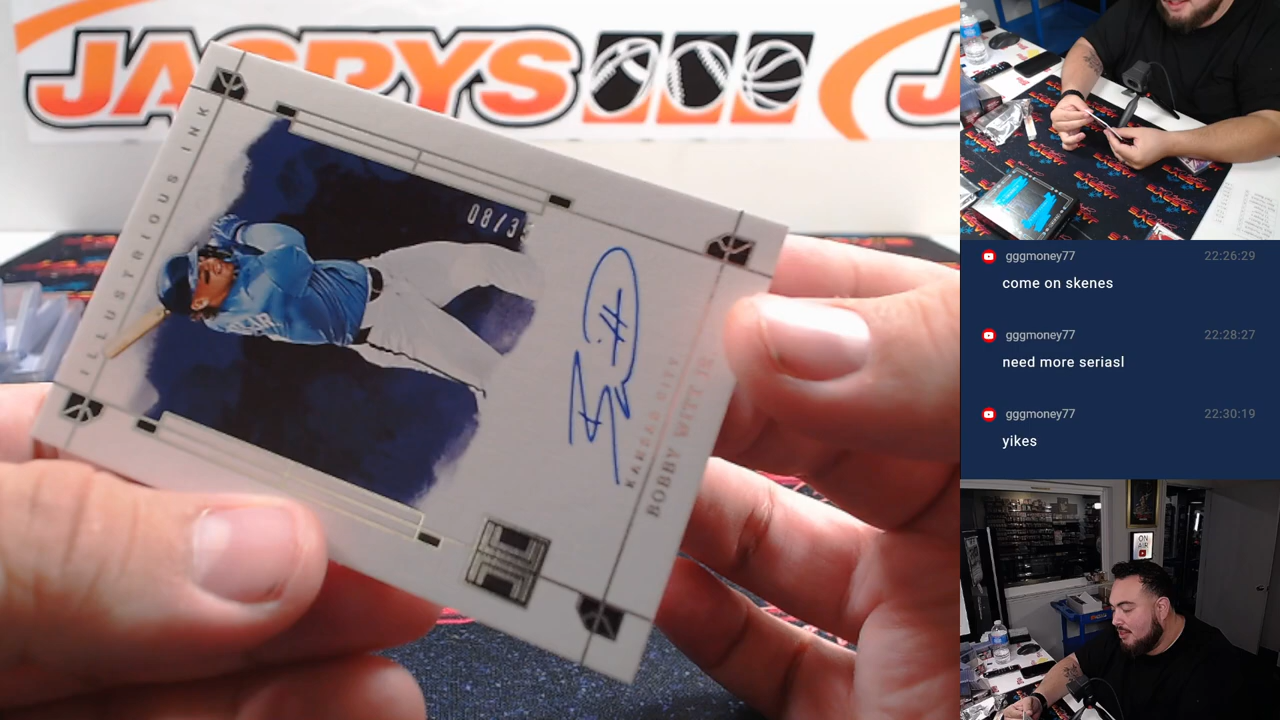 JASPYS
JA
ILLUSTRIOUS INK
08/3
KANSAS CITY
BOBBY WITT JR.
gggmoney77 22:26:29
come on skenes
gggmoney77 22:28:27
need more seriasl
gggmoney77 22:30:19
yikes
ON
AIR